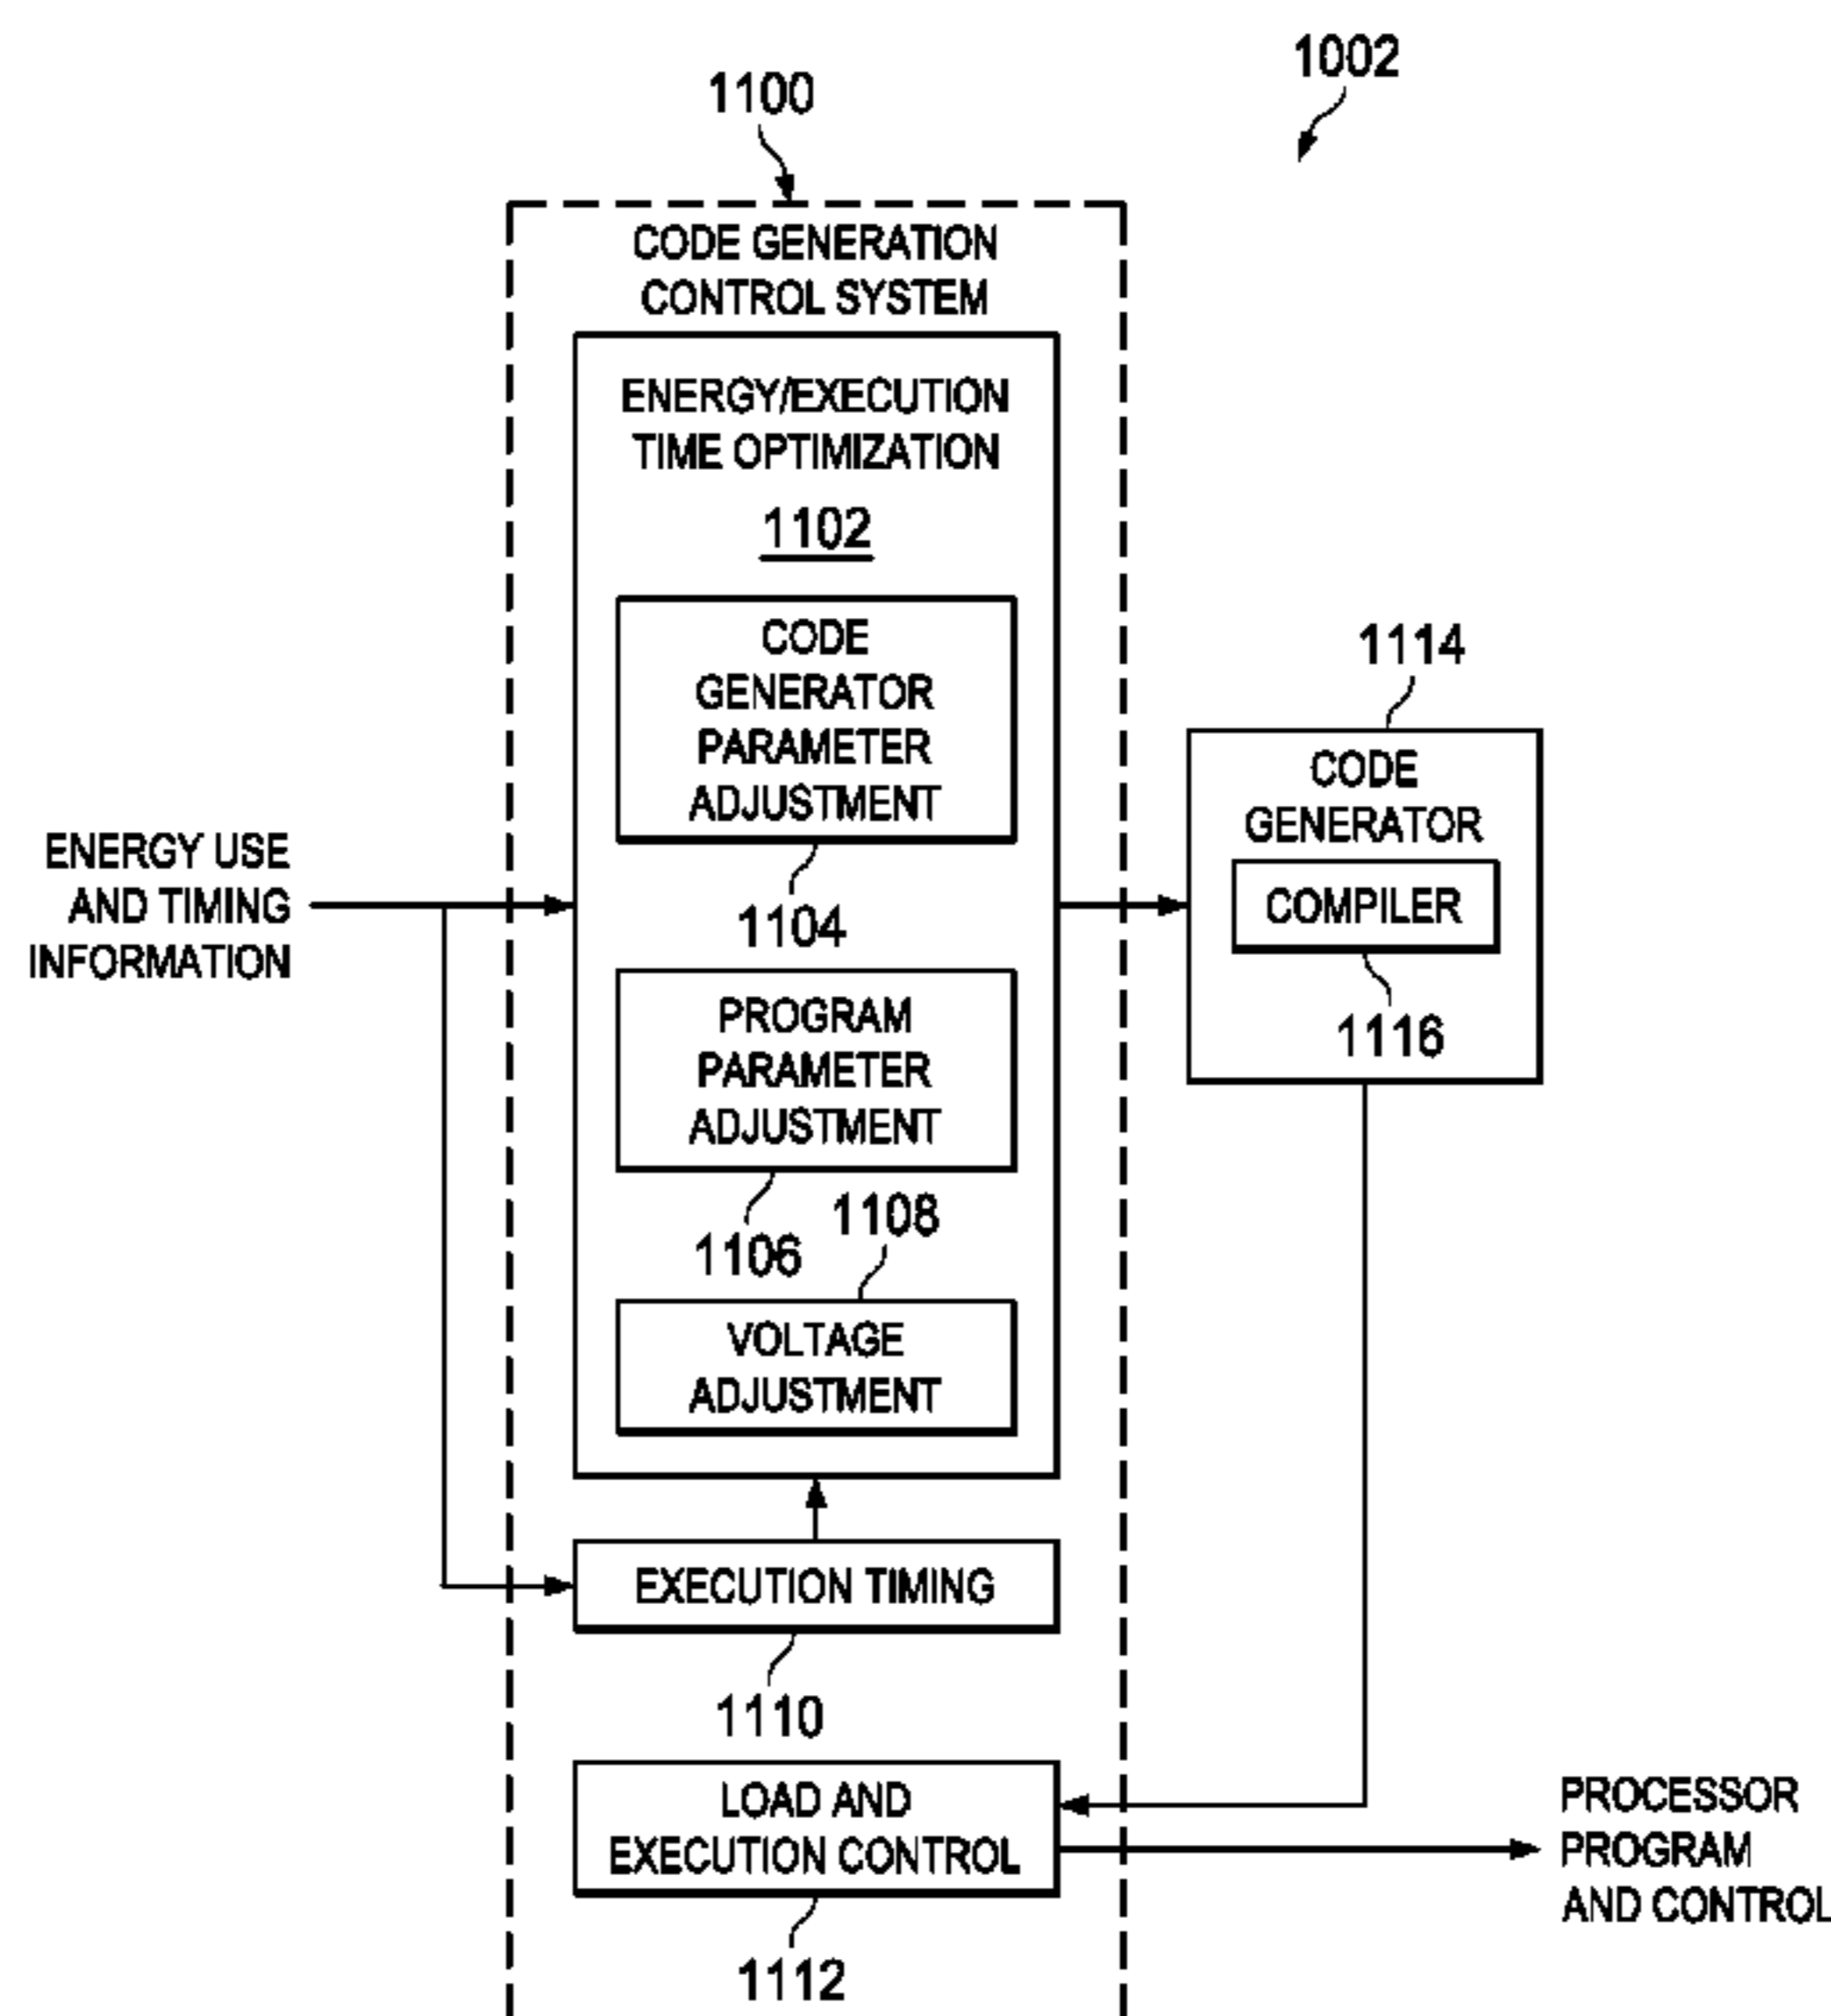 1002
1100
CODE GENERATION
CONTROL SYSTEM
ENERGY/EXECUTION
TIME OPTIMIZATION
1102
CODE
GENERATOR
PARAMETER
ADJUSTMENT
1104
PROGRAM
PARAMETER
ADJUSTMENT
1106
1108
VOLTAGE
ADJUSTMENT
ENERGY USE
AND TIMING
INFORMATION
1114
CODE
GENERATOR
COMPILER
1116
EXECUTION TIMING
1110
LOAD AND
EXECUTION CONTROL
1112
PROCESSOR
PROGRAM
AND CONTROL